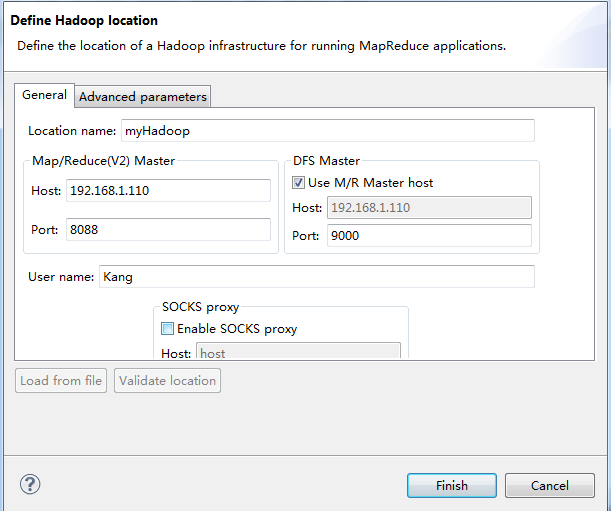 Define Hadoop location
Define the location of a Hadoop infrastructure for running MapReduce applications.
General
Advanced parameters
Location name: myHadoop
Map/Reduce(V2) Master
Host: 192.168.1.110
Port: 8088
DFS Master
Use M/R Master host
Host: 192.168.1.110
Port: 9000
User name: Kang
SOCKS proxy
Enable SOCKS proxy
Host: host
Load from file
Validate location
?
Finish
Cancel